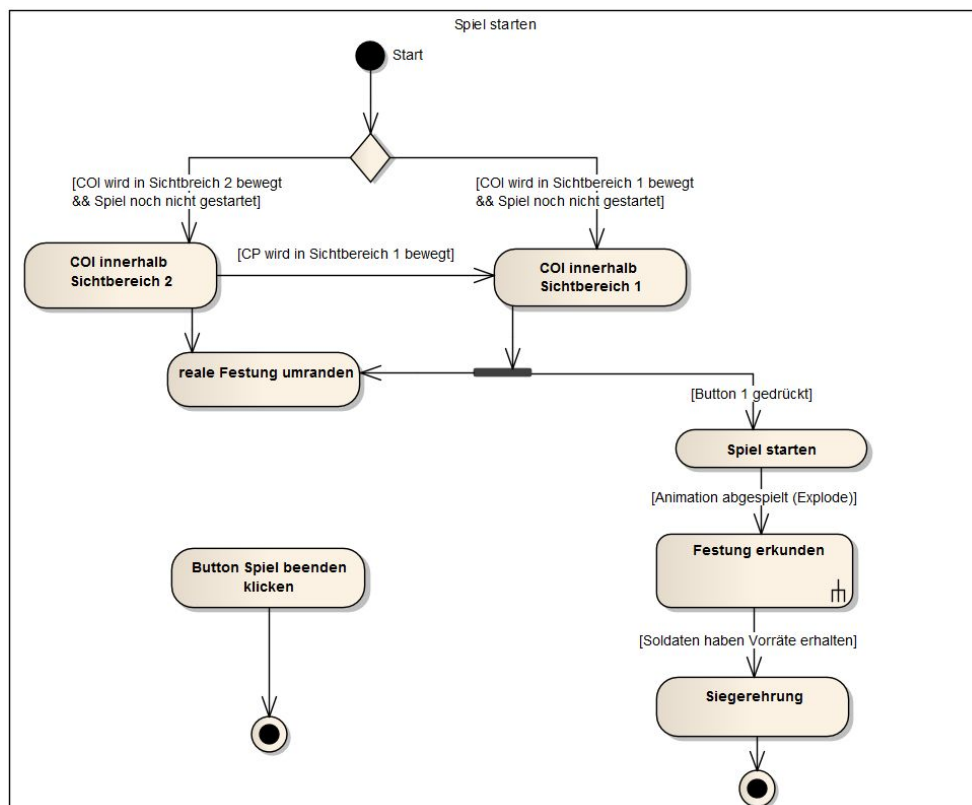 Spiel starten
Start
[COI wird in Sichtbreich 2 bewegt
&& Spiel noch nicht gestartet]
[COI wird in Sichtbereich 1 bewegt
&& Spiel noch nicht gestartet]
COI innerhalb
Sichtbereich 2
[CP wird in Sichtbereich 1 bewegt]
COI innerhalb
Sichtbereich 1
reale Festung umranden
[Button 1 gedrückt]
Spiel starten
[Animation abgespielt (Explode)]
Festung erkunden
Button Spiel beenden
klicken
[Soldaten haben Vorräte erhalten]
Siegerehrung